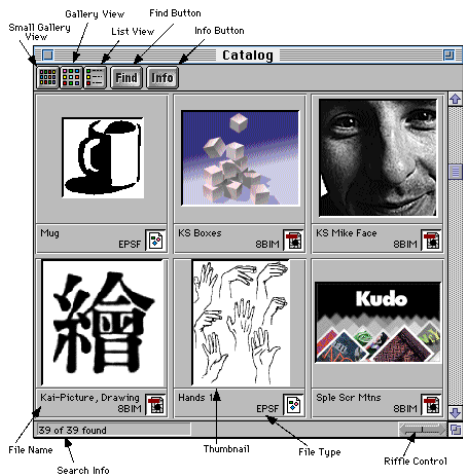 Small Gallery View
Gallery View
List View
Find Button
Info Button
Catalog
Find
Info
Mug
EPSF
KS Boxes
8BIM
KS Mike Face
8BIM
繪
Kudo
Kai-Picture, Drawing
8BIM
Hands 1
EPSF
Sple Scr Mtns
8BIM
39 of 39 found
File Name
Search Info
Thumbnail
File Type
Riffle Control